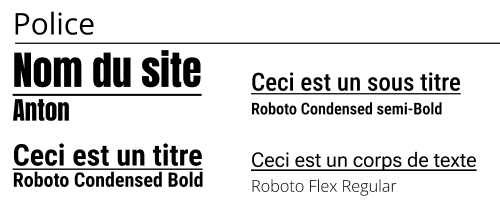 Police
Nom du site
Anton
Ceci est un titre
Roboto Condensed Bold
Ceci est un sous titre
Roboto Condensed semi-Bold
Ceci est un corps de texte
Roboto Flex Regular